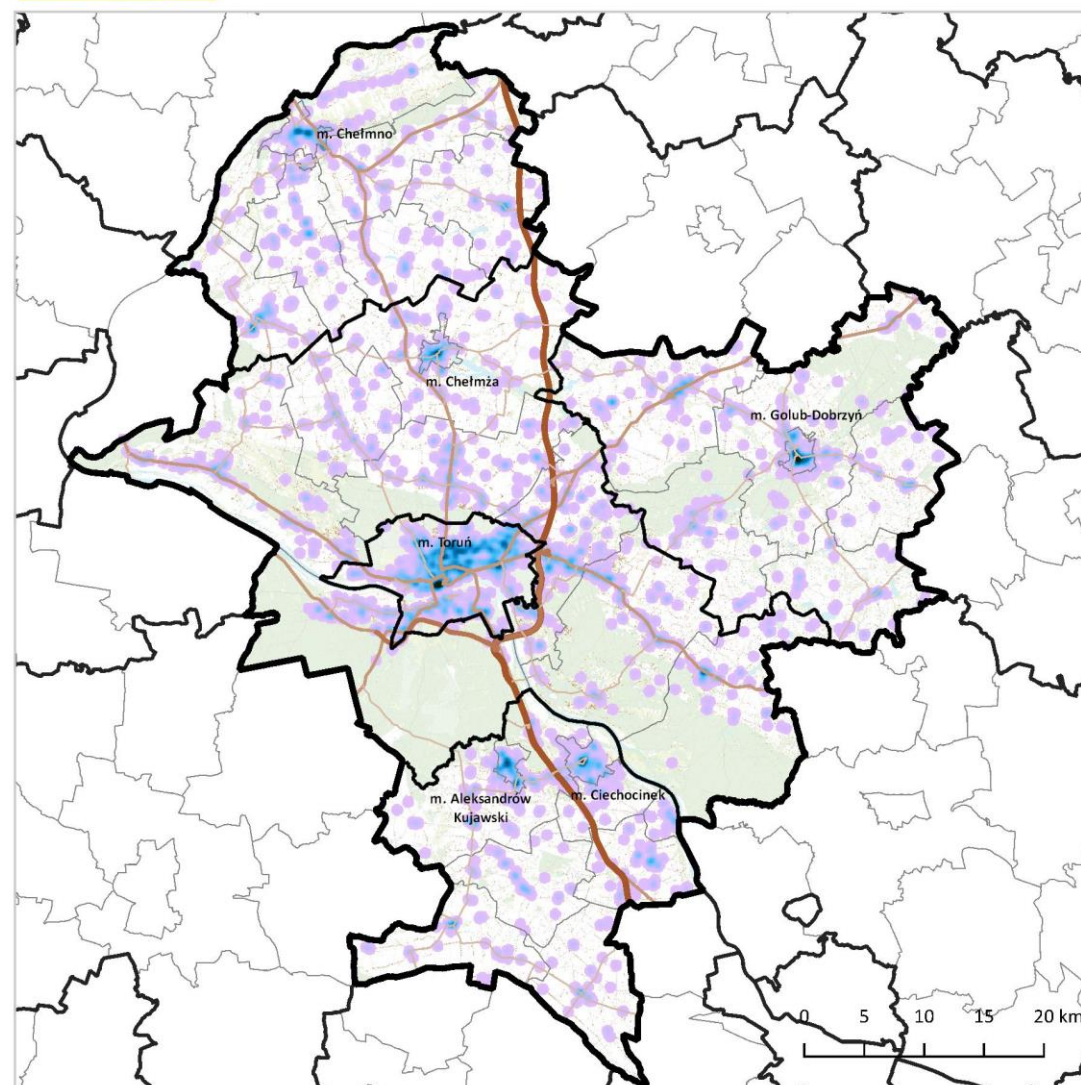 m. Chełmno
m. Chełmża
m. Golub-Dobrzyń
m. Toruń
m. Aleksandrów
Kujawski
m. Ciechocinek
0 5 10 15 20 km